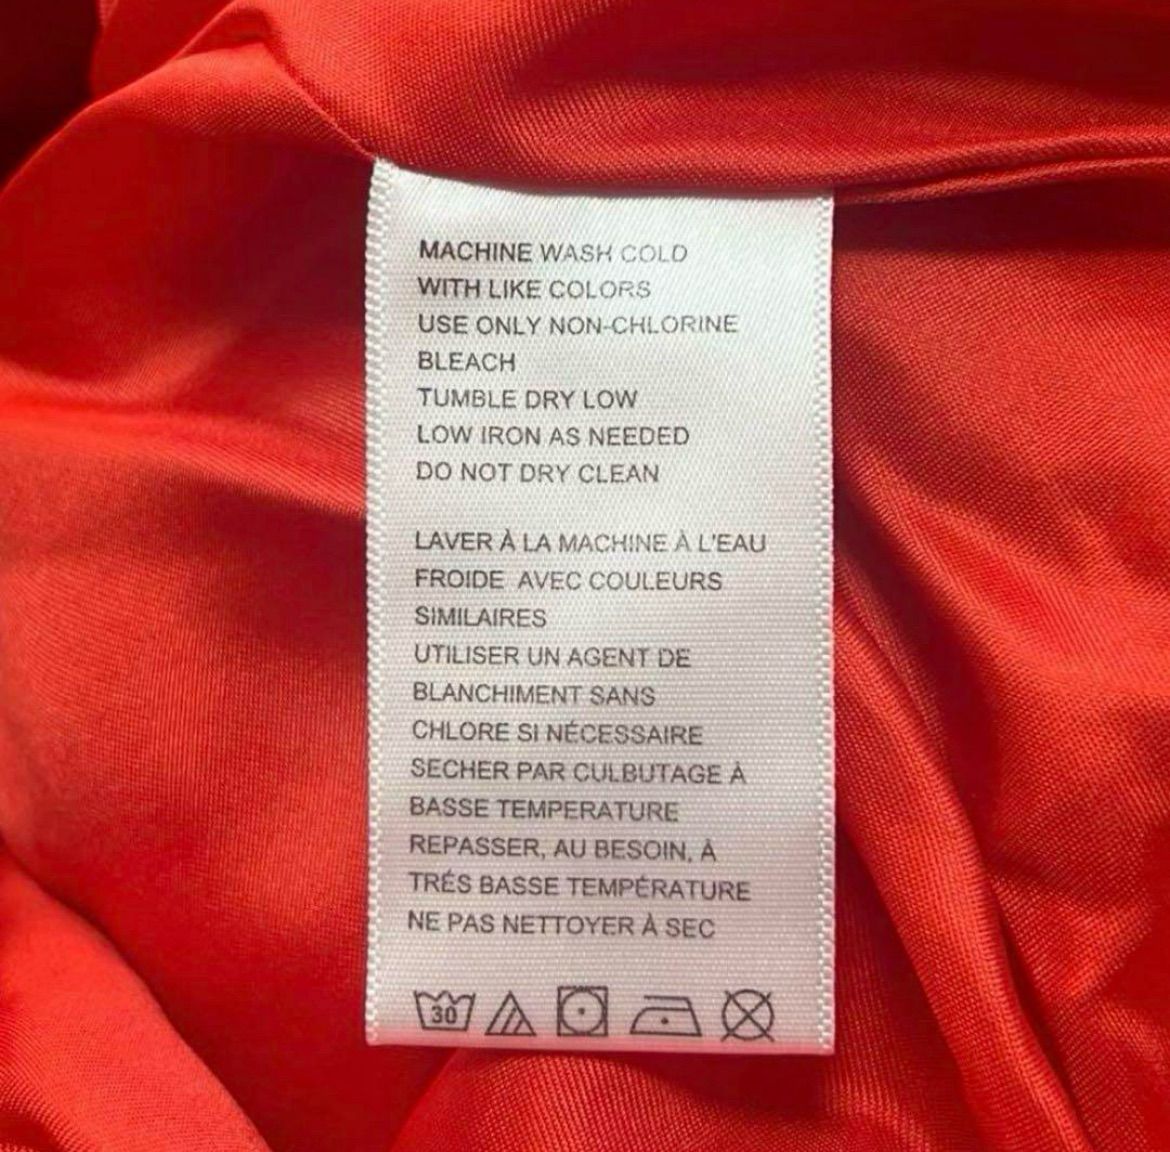 MACHINE WASH COLD
WITH LIKE COLORS
USE ONLY NON-CHLORINE
BLEACH
TUMBLE DRY LOW
LOW IRON AS NEEDED
DO NOT DRY CLEAN
LAVER À LA MACHINE À L'EAU
FROIDE AVEC COULEURS
SIMILAIRES
UTILISER UN AGENT DE
BLANCHIMENT SANS
CHLORE SI NÉCESSAIRE
SECHER PAR CULBUTAGE À
BASSE TEMPERATURE
REPASSER, AU BESOIN, À
TRÉS BASSE TEMPÉRATURE
NE PAS NETTOYER À SEC
30